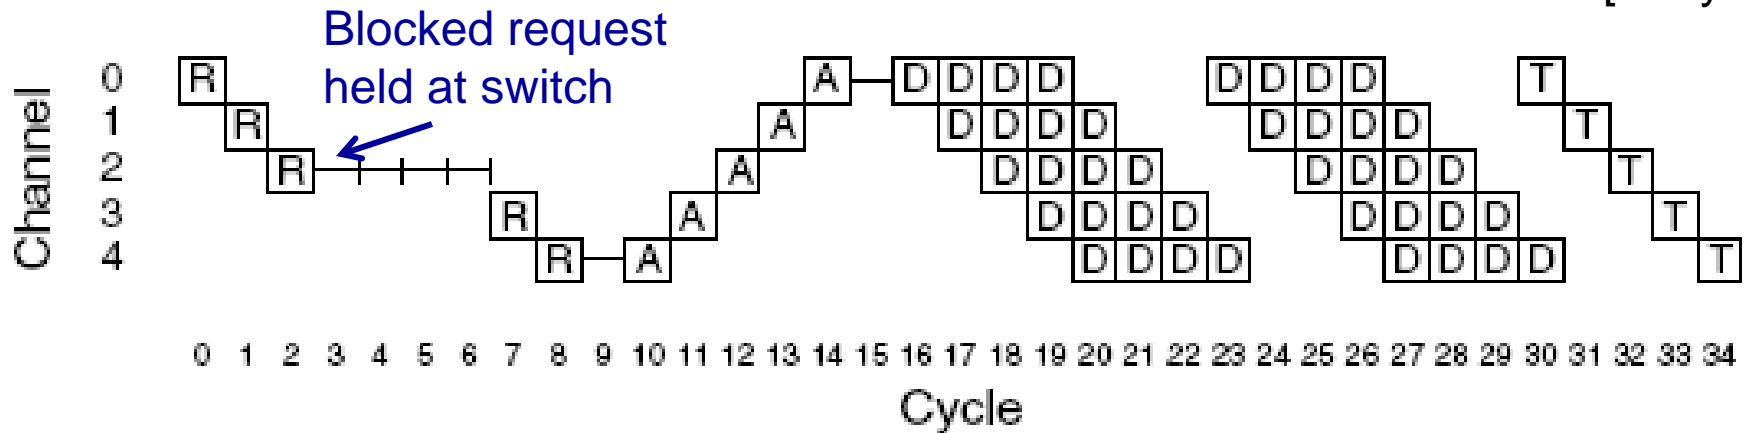 Blocked request
held at switch
Channel
0 R A D D D D D D D D T
1 R A D D D D D D D D T
2 R A D D D D D D D D T
3 R A D D D D D D D D T
4 R A D D D D D D D D T
0 1 2 3 4 5 6 7 8 9 10 11 12 13 14 15 16 17 18 19 20 21 22 23 24 25 26 27 28 29 30 31 32 33 34
Cycle